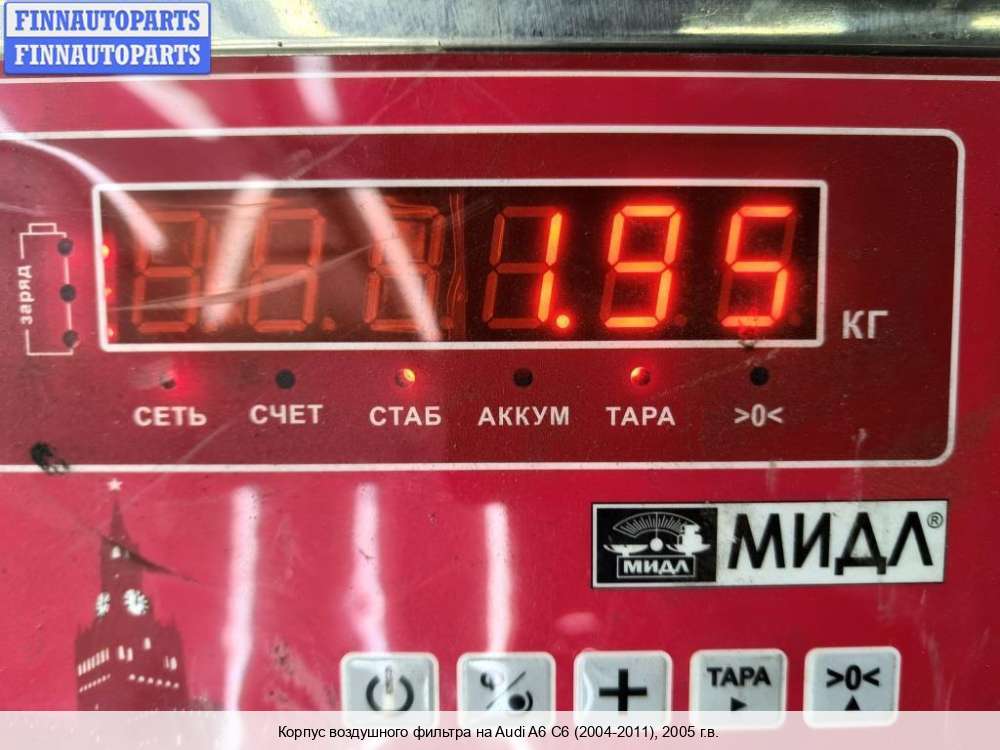 FINNAUTOPARTS
FINNAUTOPARTS
заряд
1.95
КГ
СЕТЬ СЧЕТ СТАБ АККУМ ТАРА >0<
МИДЛ МИДЛ®
ТАРА >0<
Корпус воздушного фильтра на Audi A6 C6 (2004-2011), 2005 г.в.